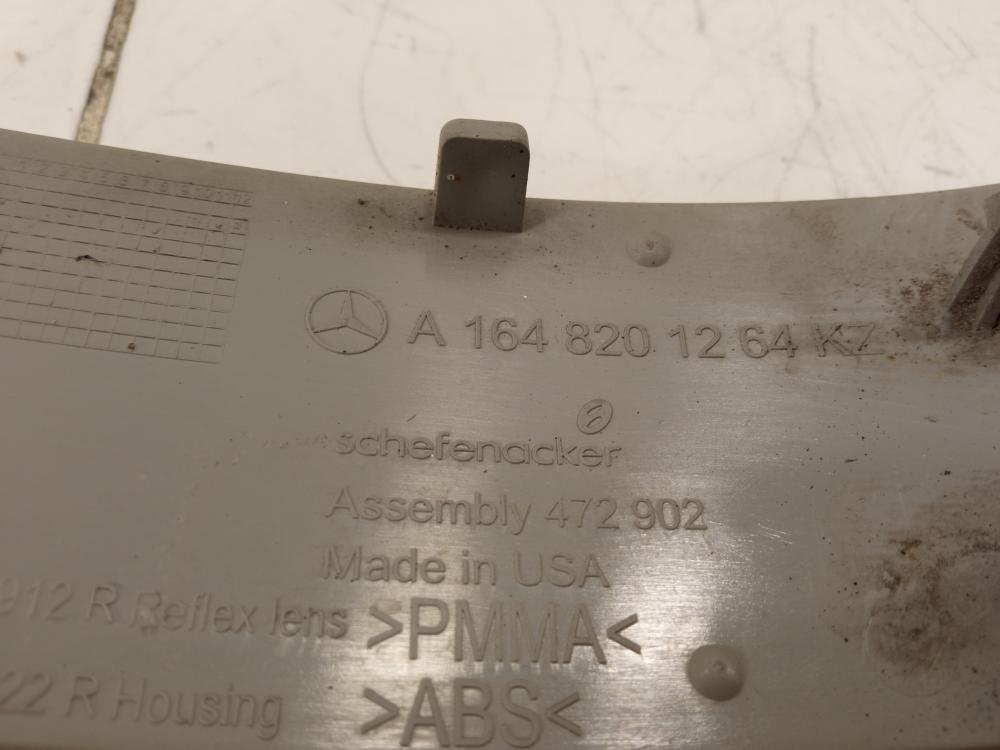 A 164 820 12 64 KZ
schefenacker
Assembly 472 902
Made in USA
912 R Reflex lens >PMMA<
22 R Housing >ABS<